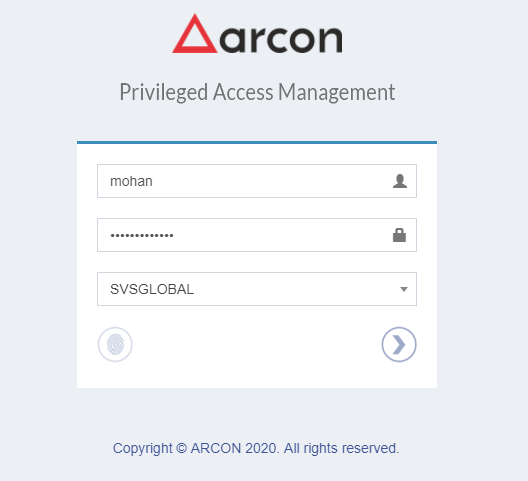 arcon
Privileged Access Management
mohan
•••••••••••••
SVSGLOBAL
Copyright © ARCON 2020. All rights reserved.